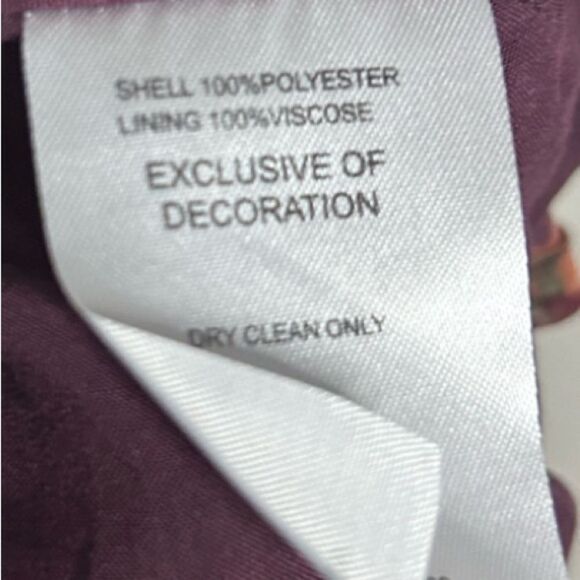 SHELL 100%POLYESTER
LINING 100%VISCOSE
EXCLUSIVE OF
DECORATION
DRY CLEAN ONLY